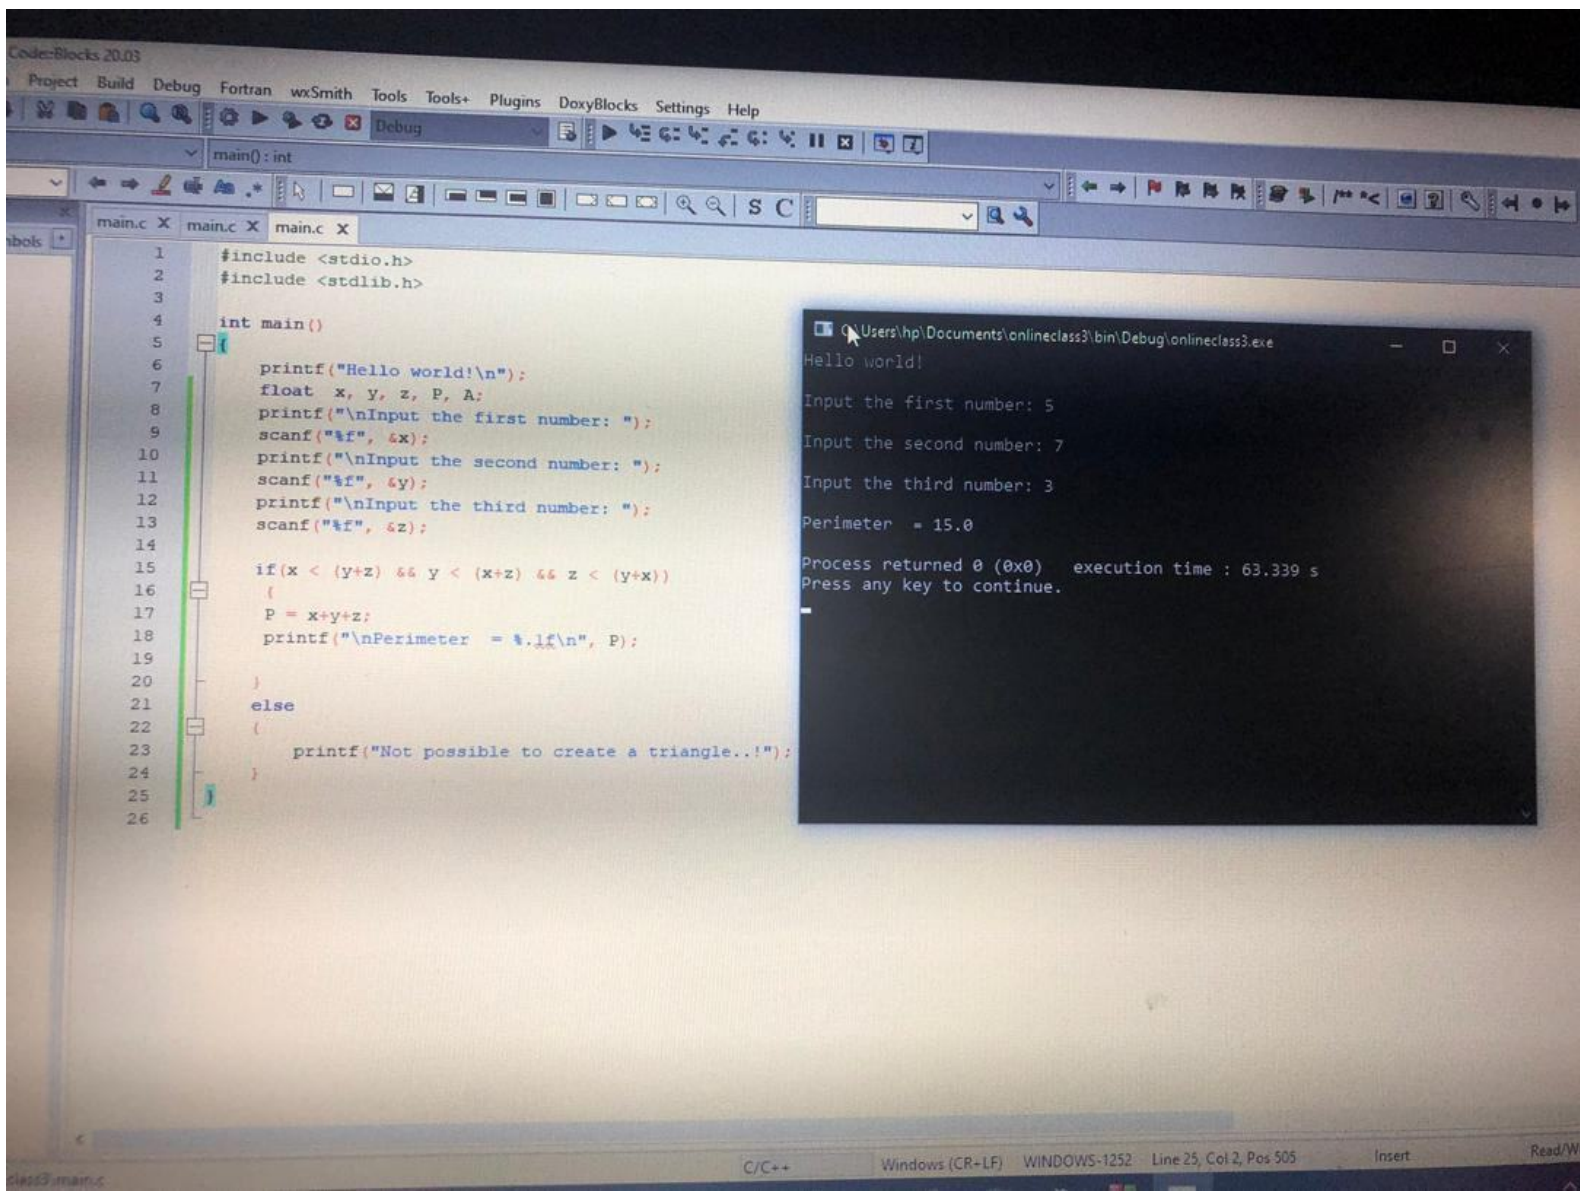 Code::Blocks 20.03
Project Build Debug Fortran wxSmith Tools Tools+ Plugins DoxyBlocks Settings Help
Debug
main() : int
S C
main.c X main.c X main.c X
1 #include <stdio.h>
2 #include <stdlib.h>
3
4 int main()
5 {
6 printf("Hello world!\n");
7 float x, y, z, P, A;
8 printf("\nInput the first number: ");
9 scanf("%f", &x);
10 printf("\nInput the second number: ");
11 scanf("%f", &y);
12 printf("\nInput the third number: ");
13 scanf("%f", &z);
14
15 if(x < (y+z) && y < (x+z) && z < (y+x))
16 {
17 P = x+y+z;
18 printf("\nPerimeter  = %.1f\n", P);
19
20 }
21 else
22 {
23 printf("Not possible to create a triangle..!");
24 }
25 }
26
C:\Users\hp\Documents\onlineclass3\bin\Debug\onlineclass3.exe
Hello world!
Input the first number: 5
Input the second number: 7
Input the third number: 3
Perimeter  = 15.0
Process returned 0 (0x0)   execution time : 63.339 s
Press any key to continue.
C/C++ Windows (CR+LF) WINDOWS-1252 Line 25, Col 2, Pos 505 Insert Read/W
class3\main.c